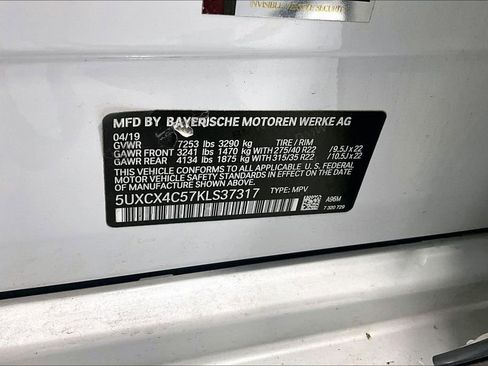 MFD BY BAYERISCHE MOTOREN WERKE AG
04/19 TIRE / RIM
GVWR 7253 lbs 3290 kg
GAWR FRONT 3241 lbs 1470 kg WITH 275/40 R22 / 9.5J x 22
GAWR REAR 4134 lbs 1875 kg WITH 315/35 R22 / 10.5J x 22
THIS VEHICLE CONFORMS TO ALL APPLICABLE U.S. FEDERAL
MOTOR VEHICLE SAFETY STANDARDS IN EFFECT ON THE DATE OF
MANUFACTURE SHOWN ABOVE.
5UXCX4C57KLS37317 TYPE: MPV
A96M
7 320 729